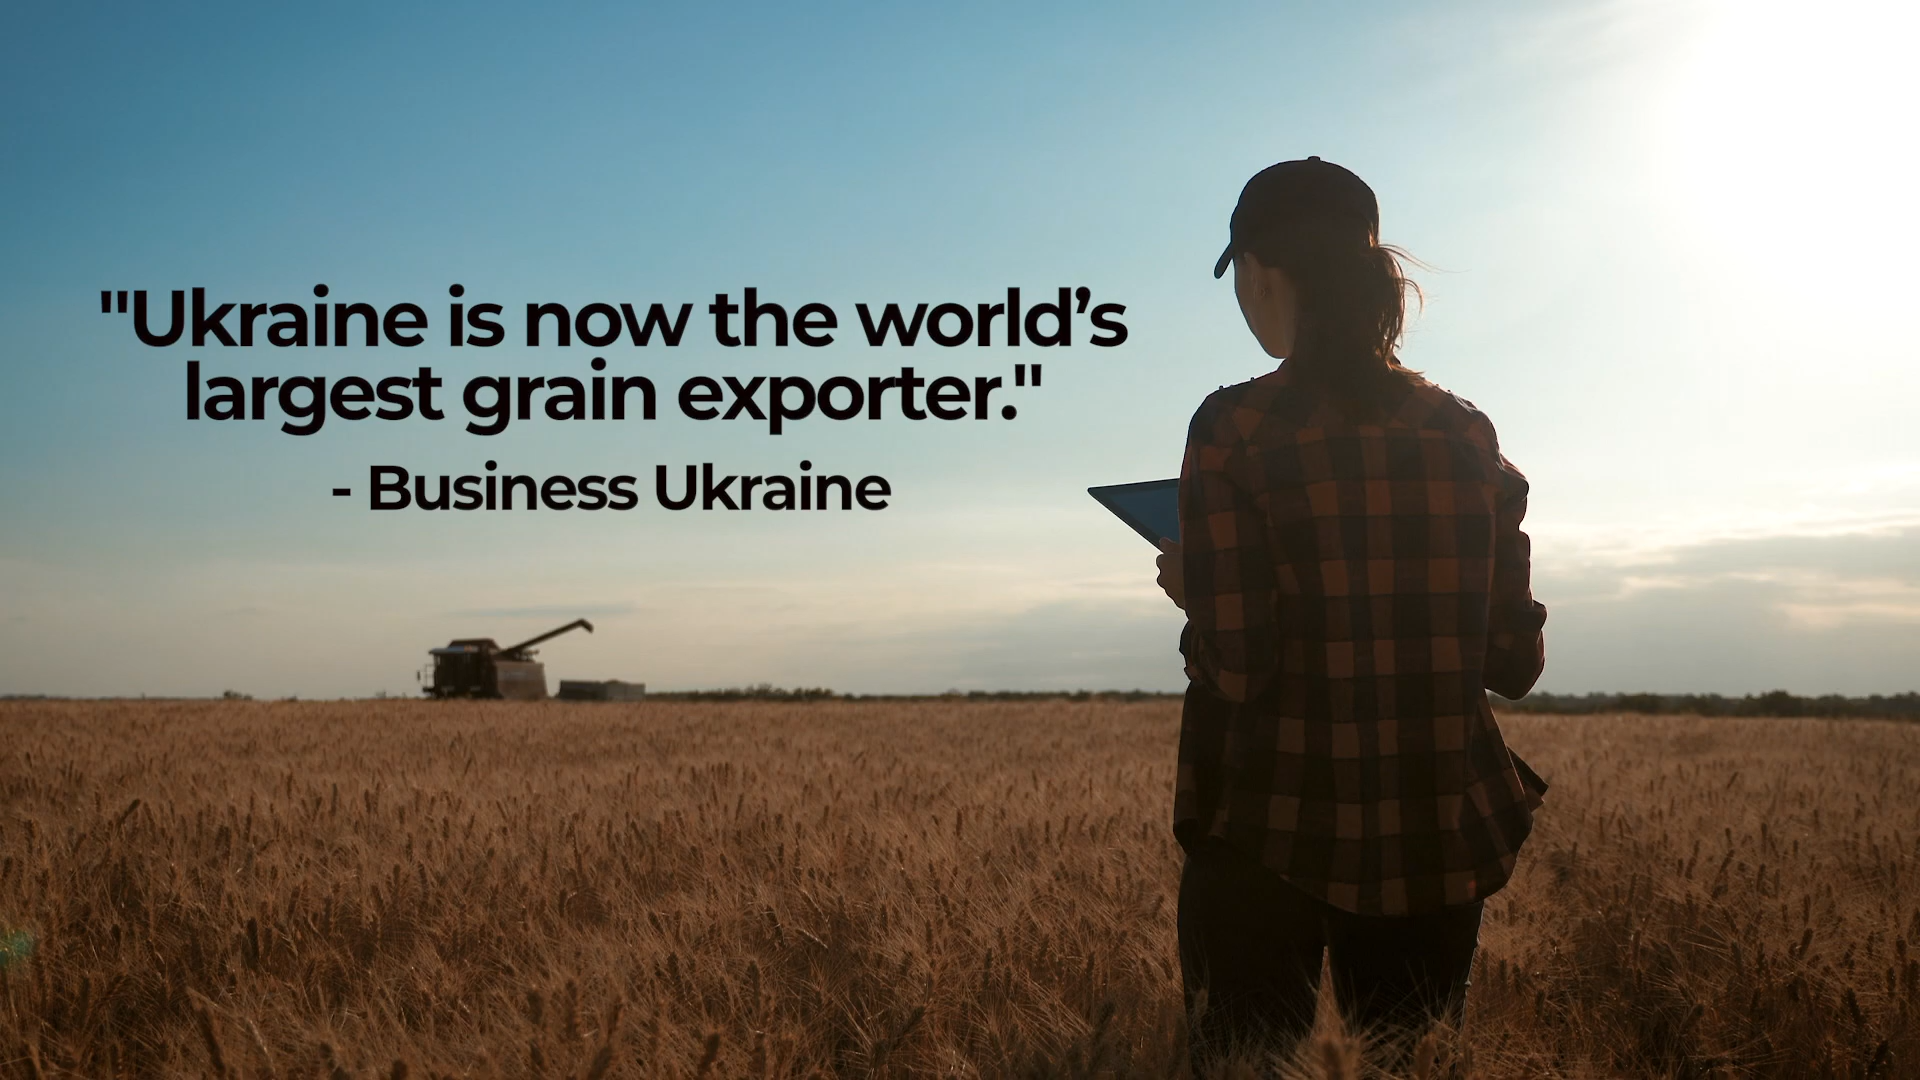 "Ukraine is now the world’s
largest grain exporter."
- Business Ukraine